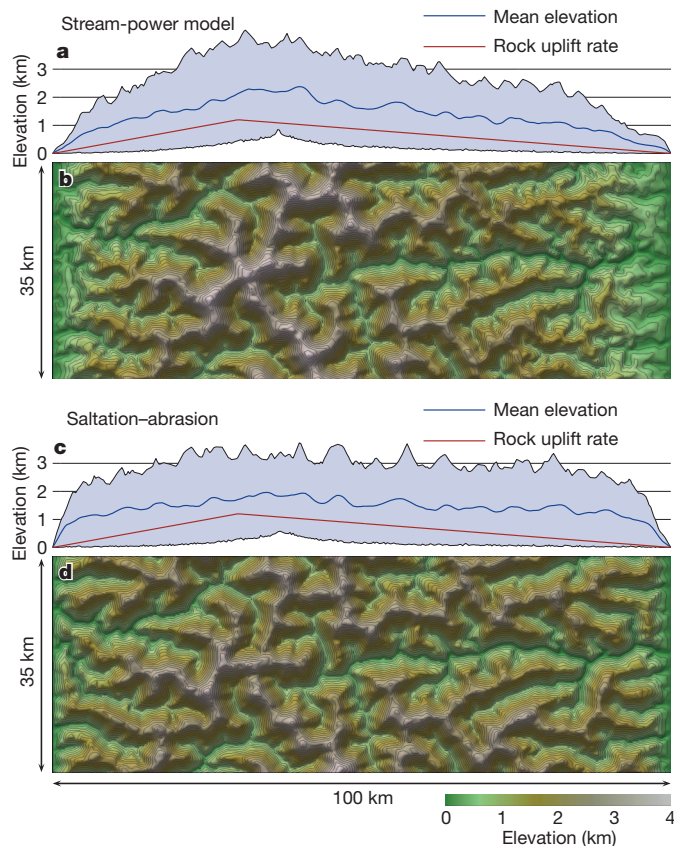 Stream-power model
Mean elevation
Rock uplift rate
a
3
2
1
0
Elevation (km)
b
35 km
Saltation–abrasion
Mean elevation
Rock uplift rate
c
3
2
1
0
Elevation (km)
d
35 km
100 km
0 1 2 3 4
Elevation (km)